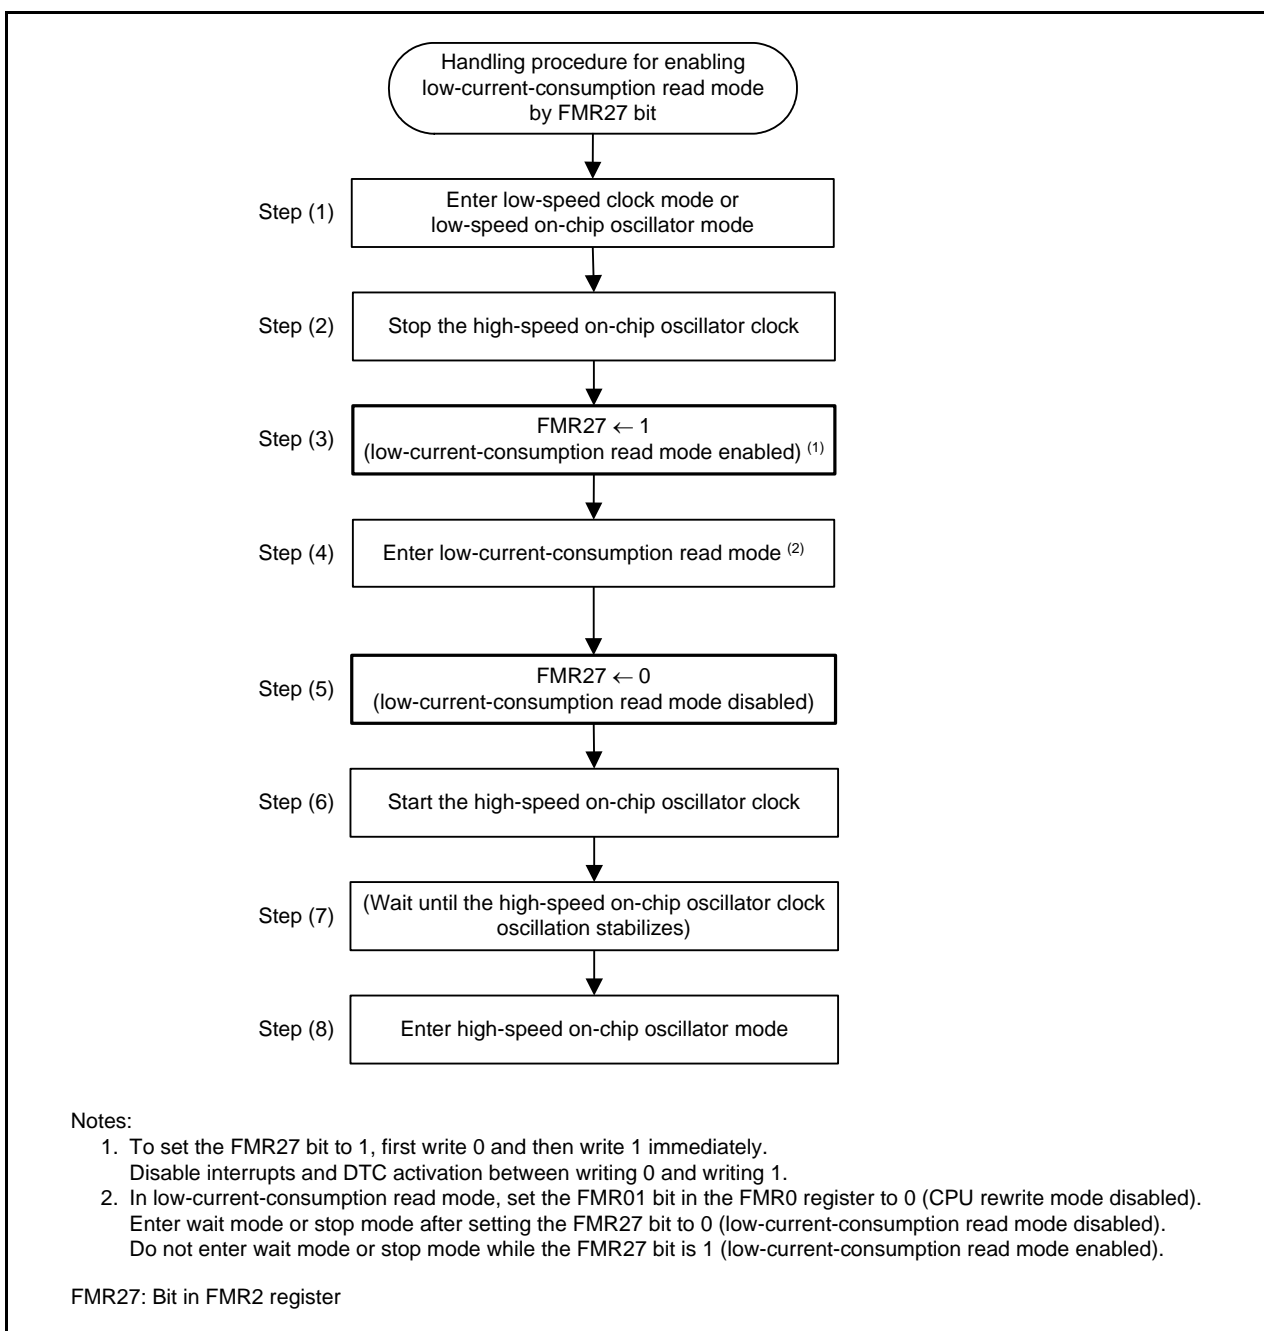 Handling procedure for enabling
low-current-consumption read mode
by FMR27 bit
Step (1)
Enter low-speed clock mode or
low-speed on-chip oscillator mode
Step (2)
Stop the high-speed on-chip oscillator clock
Step (3)
FMR27 ← 1
(low-current-consumption read mode enabled) (1)
Step (4)
Enter low-current-consumption read mode (2)
Step (5)
FMR27 ← 0
(low-current-consumption read mode disabled)
Step (6)
Start the high-speed on-chip oscillator clock
Step (7)
(Wait until the high-speed on-chip oscillator clock
oscillation stabilizes)
Step (8)
Enter high-speed on-chip oscillator mode
Notes:
1. To set the FMR27 bit to 1, first write 0 and then write 1 immediately.
Disable interrupts and DTC activation between writing 0 and writing 1.
2. In low-current-consumption read mode, set the FMR01 bit in the FMR0 register to 0 (CPU rewrite mode disabled).
Enter wait mode or stop mode after setting the FMR27 bit to 0 (low-current-consumption read mode disabled).
Do not enter wait mode or stop mode while the FMR27 bit is 1 (low-current-consumption read mode enabled).
FMR27: Bit in FMR2 register